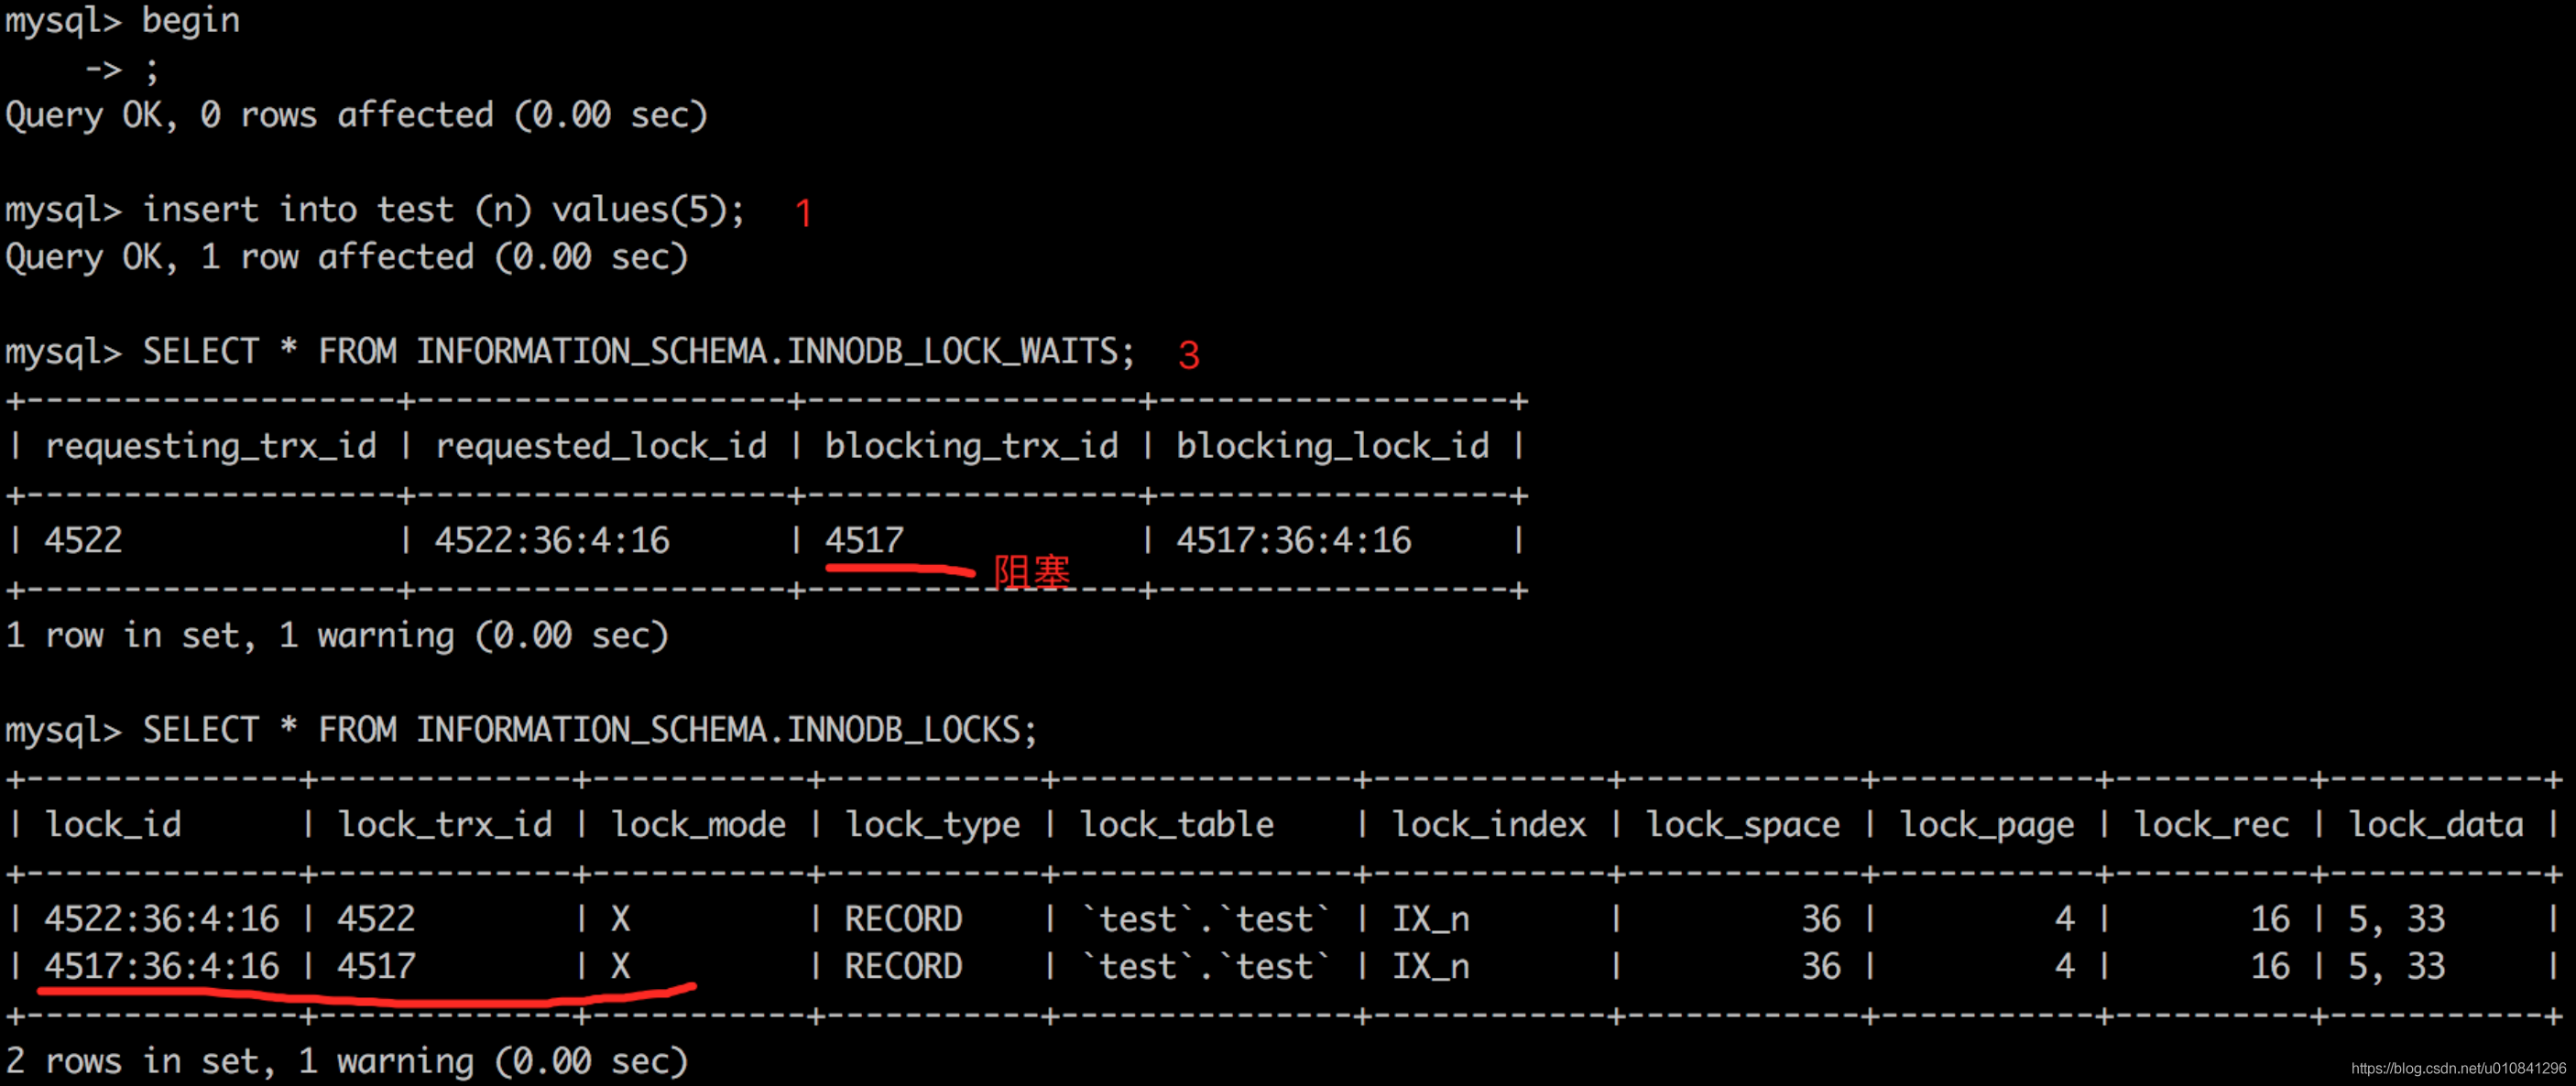 mysql> begin
    -> ;
Query OK, 0 rows affected (0.00 sec)
mysql> insert into test (n) values(5); 1
Query OK, 1 row affected (0.00 sec)
mysql> SELECT * FROM INFORMATION_SCHEMA.INNODB_LOCK_WAITS; 3
+-------------------+-------------------+-----------------+------------------+
| requesting_trx_id | requested_lock_id | blocking_trx_id | blocking_lock_id |
+-------------------+-------------------+-----------------+------------------+
| 4522              | 4522:36:4:16      | 4517            | 4517:36:4:16     |
阻塞
+-------------------+-------------------+-----------------+------------------+
1 row in set, 1 warning (0.00 sec)
mysql> SELECT * FROM INFORMATION_SCHEMA.INNODB_LOCKS;
+--------------+-------------+-----------+-----------+---------------+------------+------------+-----------+----------+-----------+
| lock_id      | lock_trx_id | lock_mode | lock_type | lock_table    | lock_index | lock_space | lock_page | lock_rec | lock_data |
+--------------+-------------+-----------+-----------+---------------+------------+------------+-----------+----------+-----------+
| 4522:36:4:16 | 4522        | X         | RECORD    | `test`.`test` | IX_n       |         36 |         4 |       16 | 5, 33     |
| 4517:36:4:16 | 4517        | X         | RECORD    | `test`.`test` | IX_n       |         36 |         4 |       16 | 5, 33     |
+--------------+-------------+-----------+-----------+---------------+------------+------------+-----------+----------+-----------+
2 rows in set, 1 warning (0.00 sec)
https://blog.csdn.net/u010841296